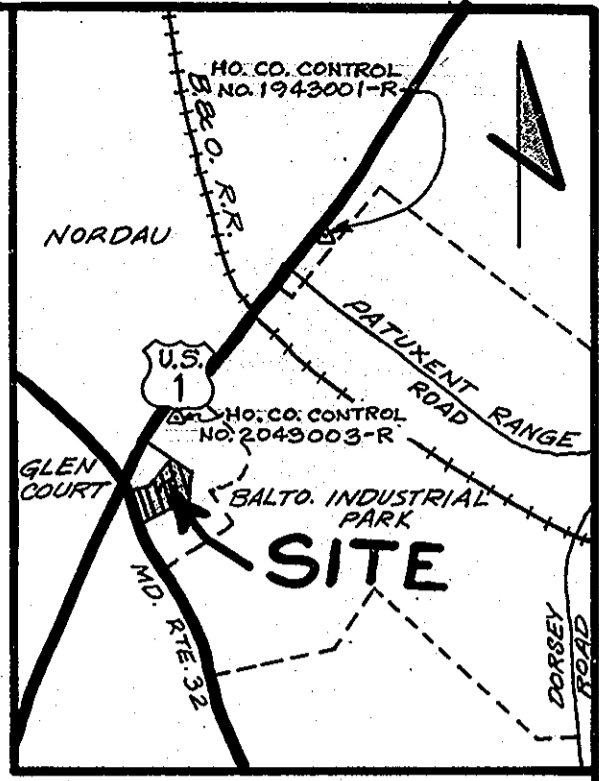 HO. CO. CONTROL
NO. 1943001-R
B.&O. R.R.
NORDAU
PATUXENT RANGE
ROAD
U.S.
1
HO. CO. CONTROL
NO. 2043003-R
GLEN
COURT
BALTO. INDUSTRIAL
PARK
SITE
MD. RTE. 32
DORSEY
ROAD